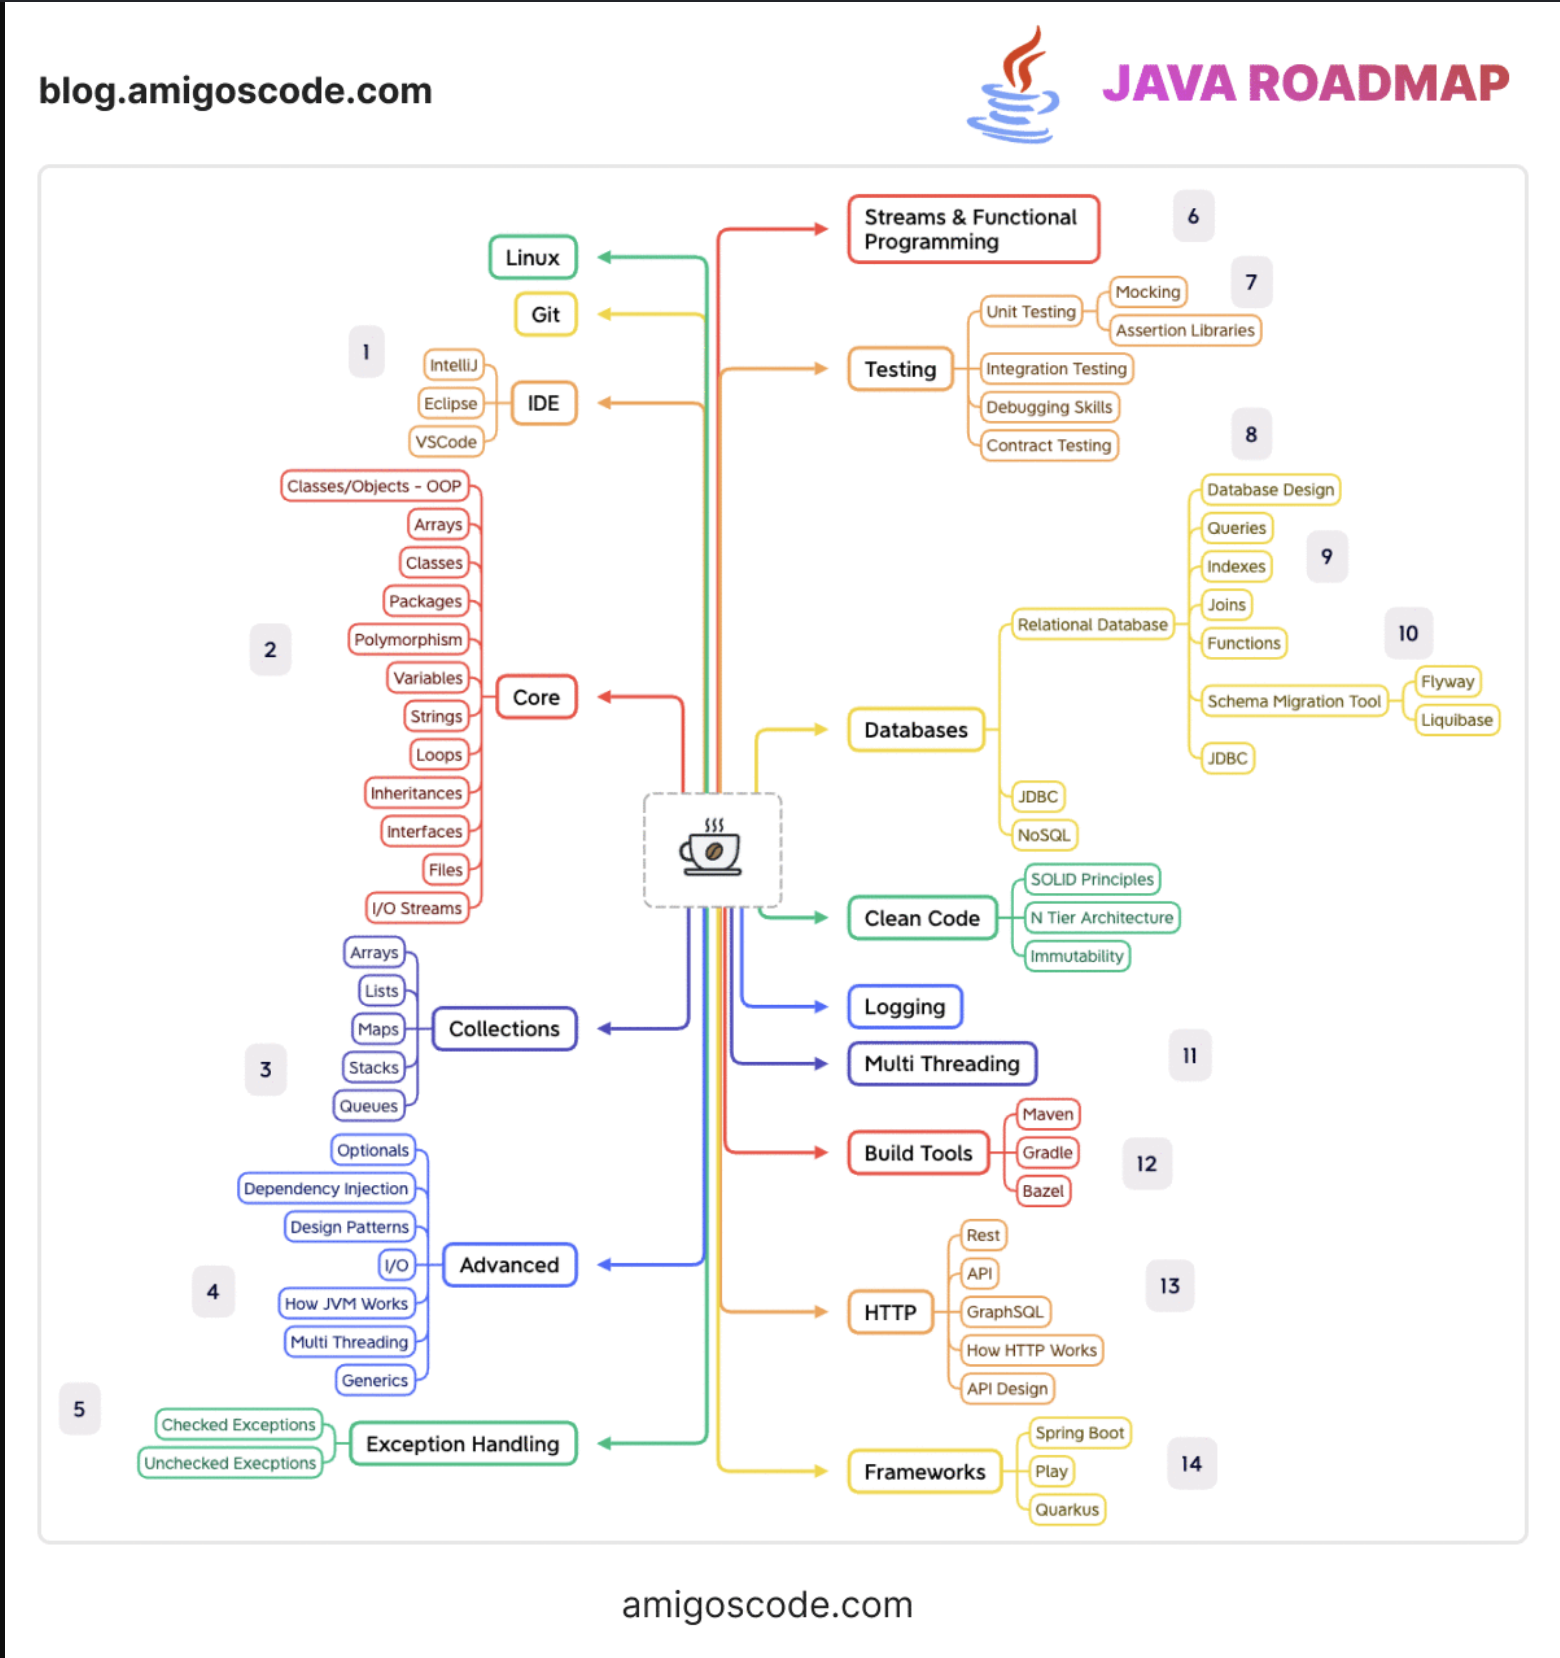 blog.amigoscode.com
JAVA ROADMAP
Linux
Git
1
IntelliJ
Eclipse
VSCode
IDE
Classes/Objects - OOP
Arrays
Classes
Packages
Polymorphism
Variables
Strings
Loops
Inheritances
Interfaces
Files
I/O Streams
2
Core
Arrays
Lists
Maps
Stacks
Queues
3
Collections
Optionals
Dependency Injection
Design Patterns
I/O
How JVM Works
Multi Threading
Generics
4
Advanced
5
Checked Exceptions
Unchecked Execptions
Exception Handling
Streams & Functional
Programming
6
7
Testing
Unit Testing
Mocking
Assertion Libraries
Integration Testing
Debugging Skills
Contract Testing
8
Databases
Relational Database
Database Design
Queries
Indexes
9
Joins
Functions
10
Schema Migration Tool
Flyway
Liquibase
JDBC
JDBC
NoSQL
Clean Code
SOLID Principles
N Tier Architecture
Immutability
Logging
Multi Threading
11
Build Tools
Maven
Gradle
Bazel
12
HTTP
Rest
API
GraphSQL
How HTTP Works
API Design
13
Frameworks
Spring Boot
Play
Quarkus
14
amigoscode.com